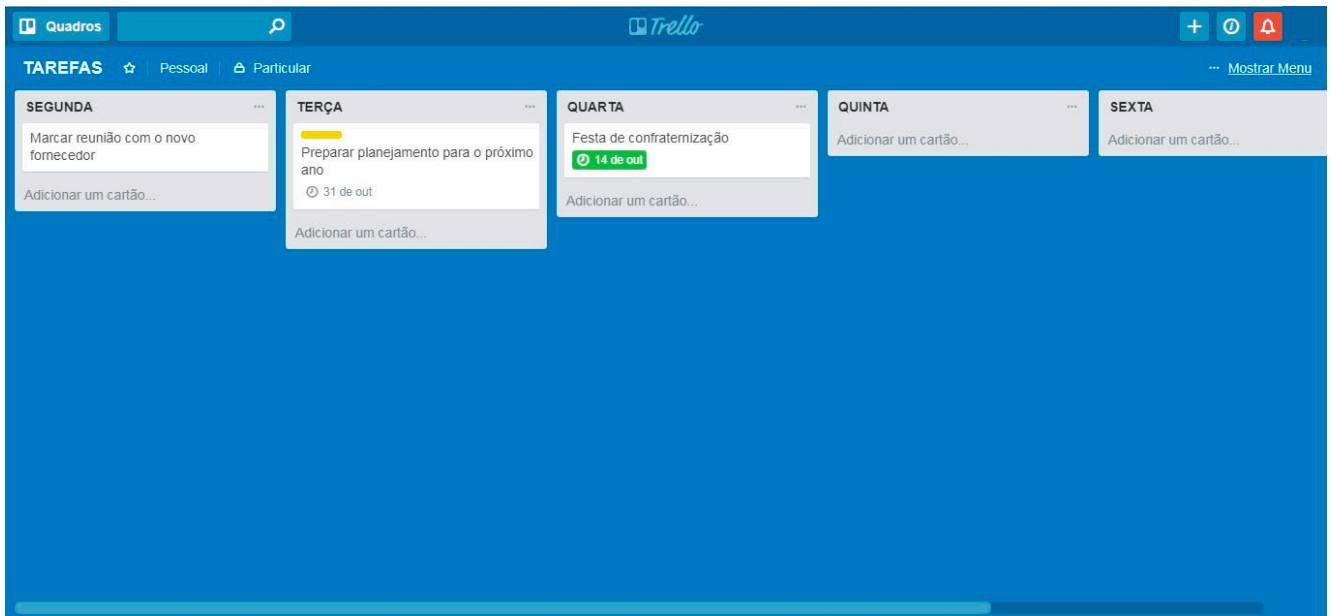 Quadros
Trello
TAREFAS Pessoal Particular
··· Mostrar Menu
SEGUNDA
Marcar reunião com o novo
fornecedor
Adicionar um cartão...
TERÇA
Preparar planejamento para o próximo
ano
31 de out
Adicionar um cartão...
QUARTA
Festa de confraternização
14 de out
Adicionar um cartão...
QUINTA
Adicionar um cartão...
SEXTA
Adicionar um cartão...